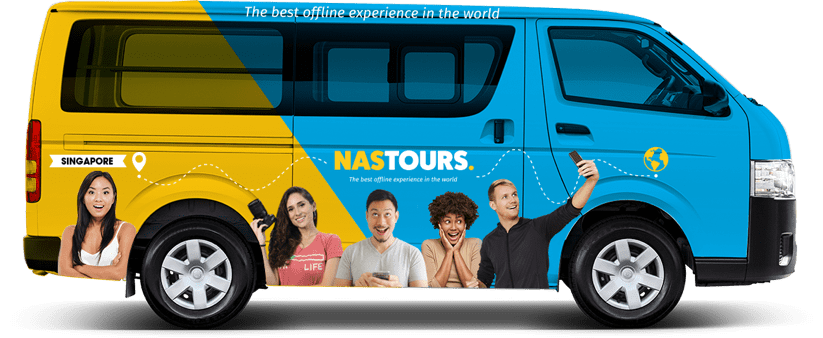 The best offline experience in the world
SINGAPORE
NASTOURS.
The best offline experience in the world
LIFE